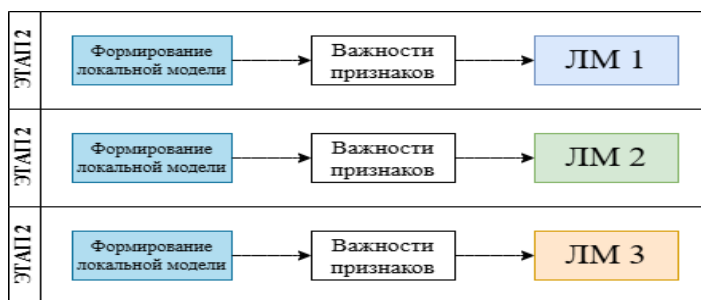 ЭТАП 2
Формирование
локальной модели
Важности
признаков
ЛМ 1
ЭТАП 2
Формирование
локальной модели
Важности
признаков
ЛМ 2
ЭТАП 2
Формирование
локальной модели
Важности
признаков
ЛМ 3